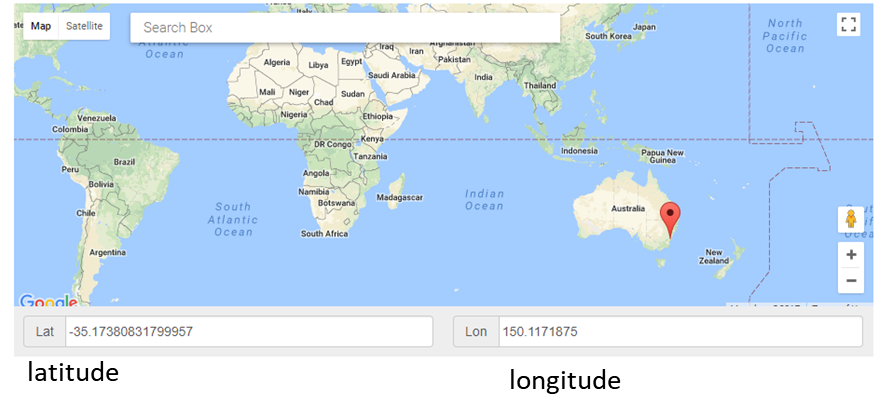 Map Satellite
Search Box
North
Pacific
Ocean
Japan
South Korea
Iraq
Iran
Afghanistan
Pakistan
Atlantic
Ocean
Algeria
Libya
Egypt
Saudi Arabia
India
Thailand
Mali
Niger
Chad
Sudan
Nigeria
Ethiopia
Venezuela
Colombia
DR Congo
Kenya
Tanzania
Indonesia
Papua New
Guinea
Peru
Brazil
Bolivia
Angola
Namibia
Botswana
Madagascar
Indian
Ocean
South
Atlantic
Ocean
Australia
Chile
South Africa
Argentina
New
Zealand
Google
Lat -35.17380831799957 Lon 150.1171875
latitude
longitude